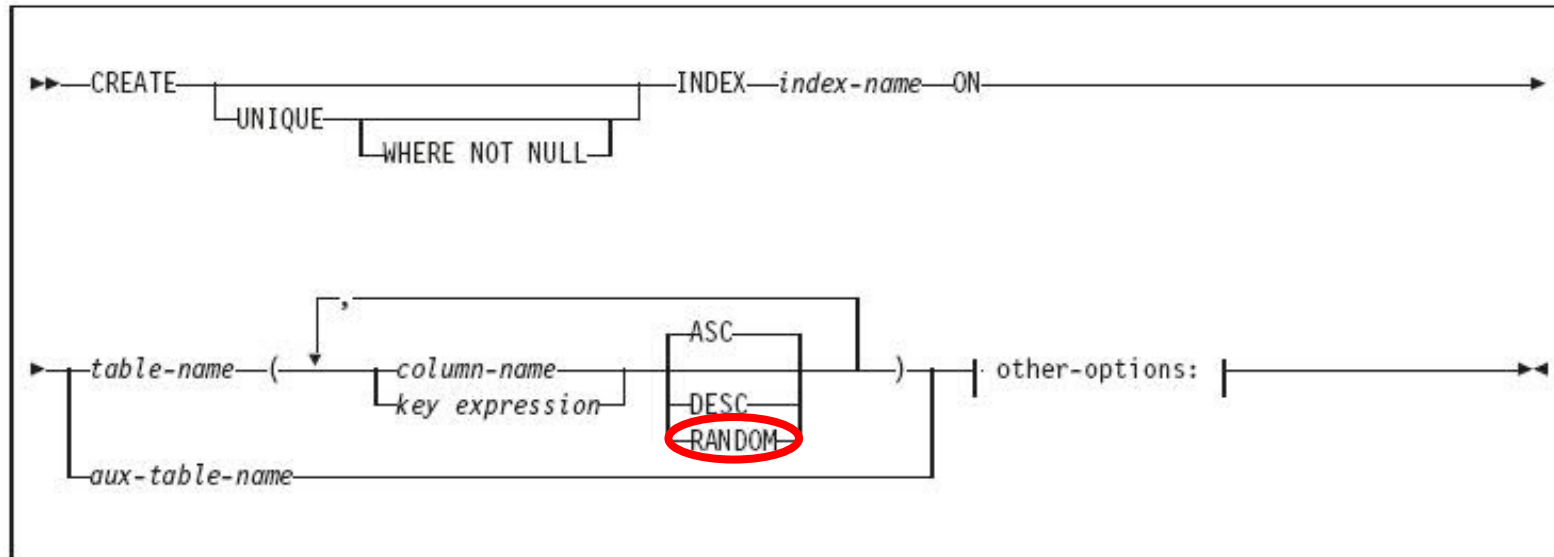 CREATE INDEX index-name ON
UNIQUE
WHERE NOT NULL
,
ASC
table-name ( column-name ) other-options:
key expression
DESC
RANDOM
aux-table-name